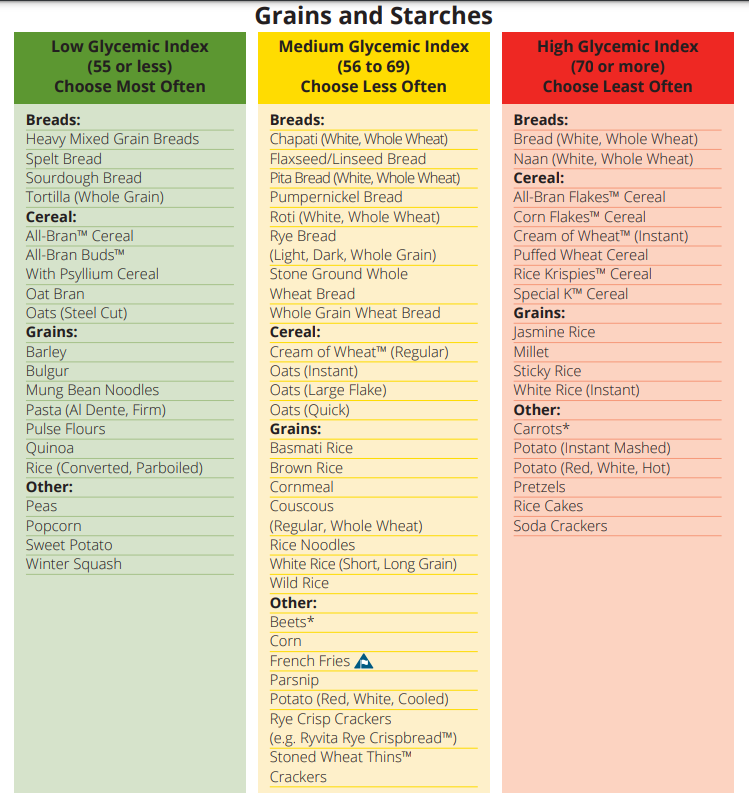 Grains and Starches
Low Glycemic Index
(55 or less)
Choose Most Often
Breads:
Heavy Mixed Grain Breads
Spelt Bread
Sourdough Bread
Tortilla (Whole Grain)
Cereal:
All-Bran™ Cereal
All-Bran Buds™
With Psyllium Cereal
Oat Bran
Oats (Steel Cut)
Grains:
Barley
Bulgur
Mung Bean Noodles
Pasta (Al Dente, Firm)
Pulse Flours
Quinoa
Rice (Converted, Parboiled)
Other:
Peas
Popcorn
Sweet Potato
Winter Squash
Medium Glycemic Index
(56 to 69)
Choose Less Often
Breads:
Chapati (White, Whole Wheat)
Flaxseed/Linseed Bread
Pita Bread (White, Whole Wheat)
Pumpernickel Bread
Roti (White, Whole Wheat)
Rye Bread
(Light, Dark, Whole Grain)
Stone Ground Whole
Wheat Bread
Whole Grain Wheat Bread
Cereal:
Cream of Wheat™ (Regular)
Oats (Instant)
Oats (Large Flake)
Oats (Quick)
Grains:
Basmati Rice
Brown Rice
Cornmeal
Couscous
(Regular, Whole Wheat)
Rice Noodles
White Rice (Short, Long Grain)
Wild Rice
Other:
Beets*
Corn
French Fries
Parsnip
Potato (Red, White, Cooled)
Rye Crisp Crackers
(e.g. Ryvita Rye Crispbread™)
Stoned Wheat Thins™
Crackers
High Glycemic Index
(70 or more)
Choose Least Often
Breads:
Bread (White, Whole Wheat)
Naan (White, Whole Wheat)
Cereal:
All-Bran Flakes™ Cereal
Corn Flakes™ Cereal
Cream of Wheat™ (Instant)
Puffed Wheat Cereal
Rice Krispies™ Cereal
Special K™ Cereal
Grains:
Jasmine Rice
Millet
Sticky Rice
White Rice (Instant)
Other:
Carrots*
Potato (Instant Mashed)
Potato (Red, White, Hot)
Pretzels
Rice Cakes
Soda Crackers